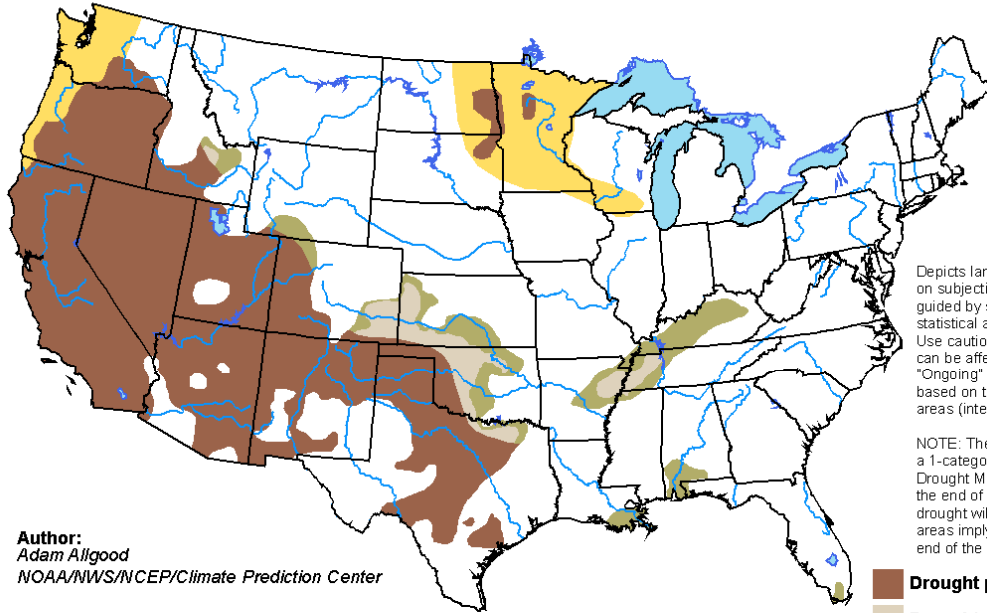 Depicts lar
on subjecti
guided by s
statistical a
Use cautio
can be affe
"Ongoing"
based on t
areas (inte
NOTE: The
a 1-catego
Drought M
the end of
drought wil
areas imply
end of the
Author:
Adam Allgood
NOAA/NWS/NCEP/Climate Prediction Center
Drought p